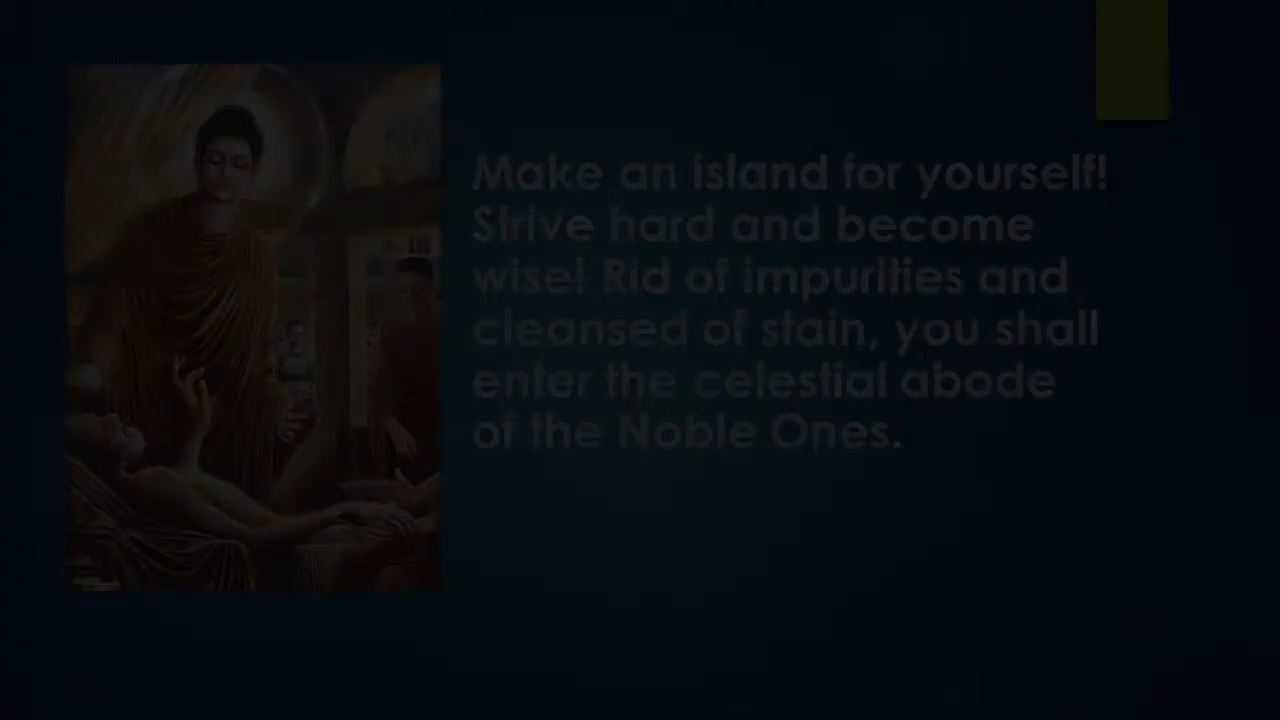 Make an island for yourself!
Strive hard and become
wise! Rid of impurities and
cleansed of stain, you shall
enter the celestial abode
of the Noble Ones.